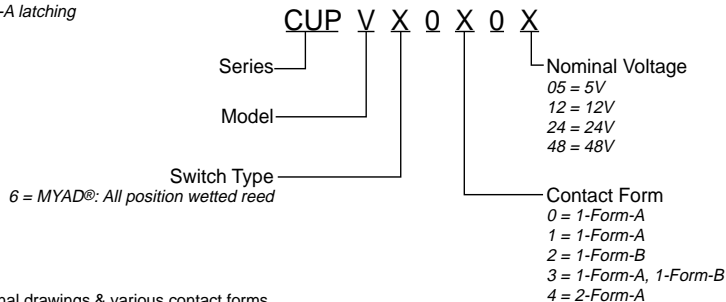 -A latching
CUP V X 0 X 0 X
Series
Model
Switch Type
6 = MYAD®: All position wetted reed
Nominal Voltage
05 = 5V
12 = 12V
24 = 24V
48 = 48V
Contact Form
0 = 1-Form-A
1 = 1-Form-A
2 = 1-Form-B
3 = 1-Form-A, 1-Form-B
4 = 2-Form-A
nal drawings & various contact forms